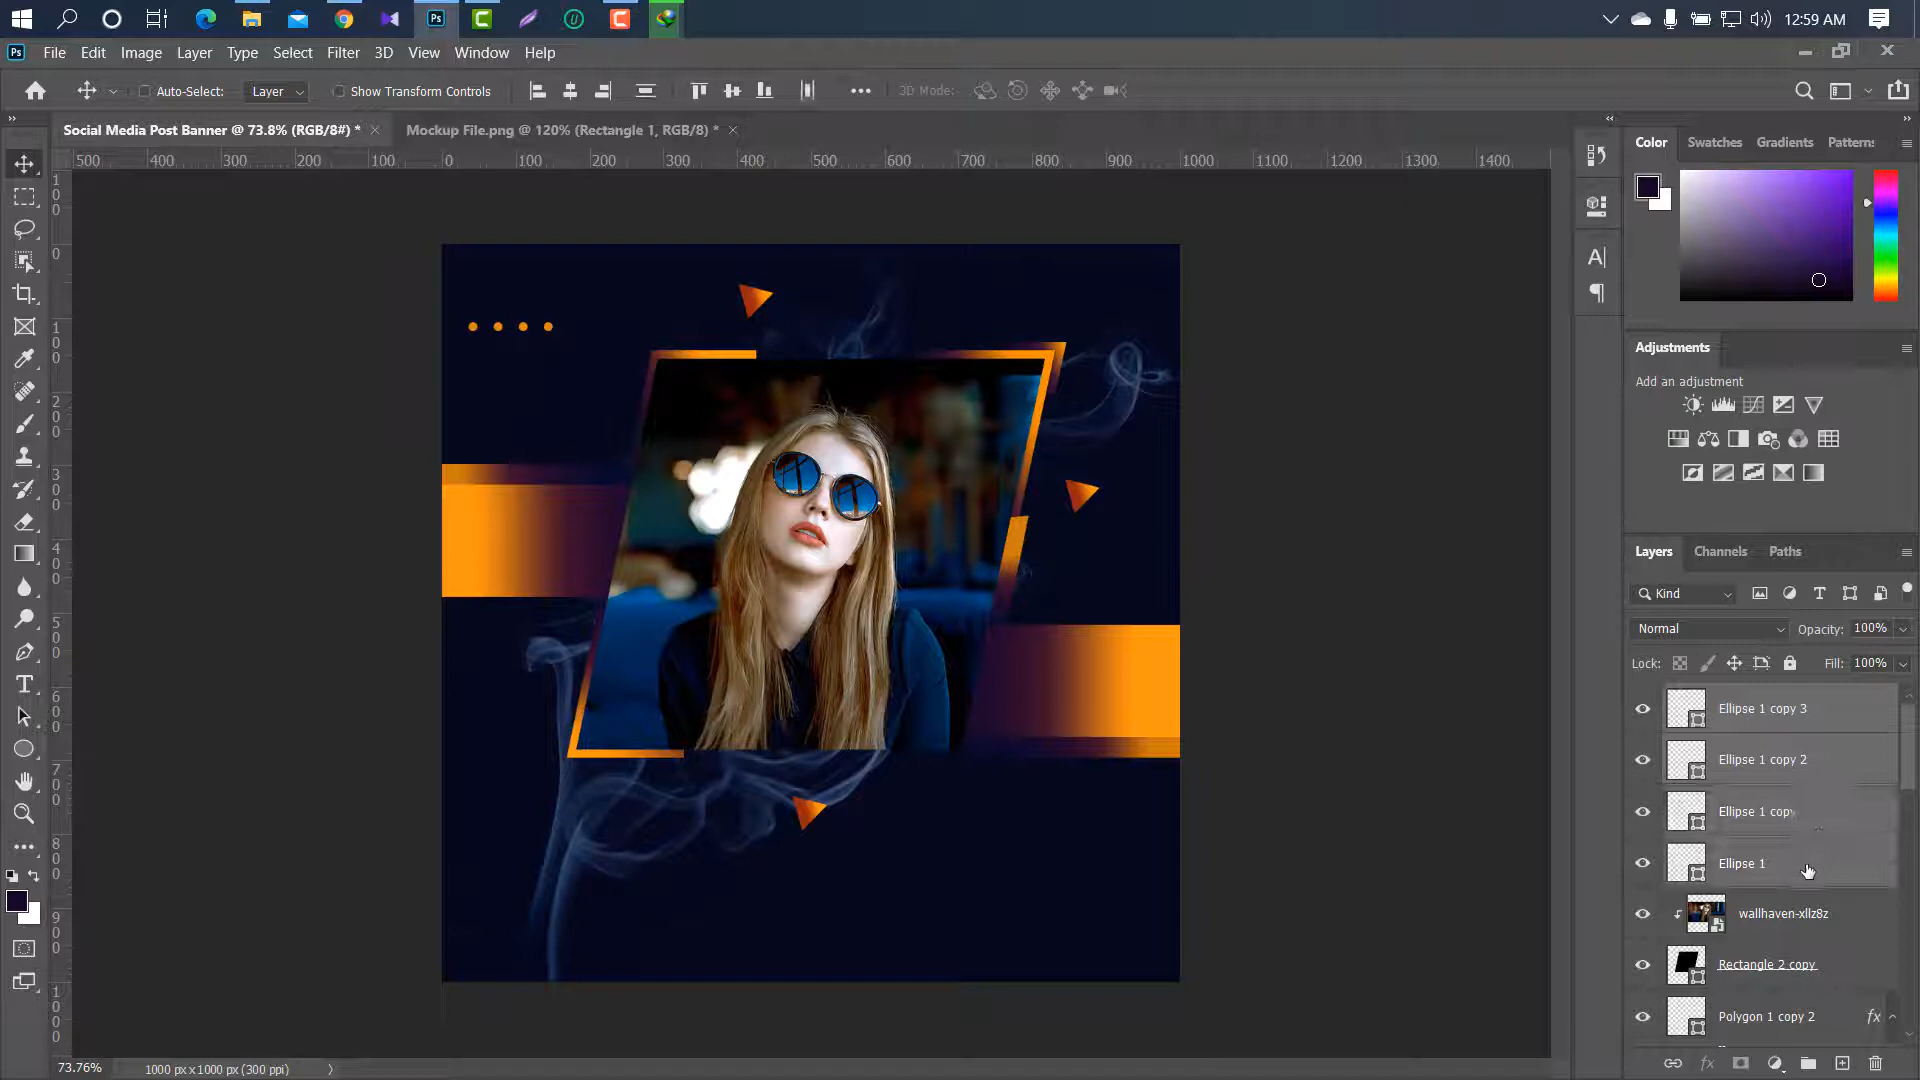 12:59 AM
Ps File Edit Image Layer Type Select Filter 3D View Window Help
Auto-Select: Layer Show Transform Controls 3D Mode:
Social Media Post Banner @ 73.8% (RGB/8#) * Mockup File.png @ 120% (Rectangle 1, RGB/8) *
500 400 300 200 100 0 100 200 300 400 500 600 700 800 900 1000 1100 1200 1300 1400
Color Swatches Gradients Patterns
Adjustments
Add an adjustment
Layers Channels Paths
Kind
Normal Opacity: 100%
Lock: Fill: 100%
Ellipse 1 copy 3
Ellipse 1 copy 2
Ellipse 1 copy
Ellipse 1
wallhaven-xllz8z
Rectangle 2 copy
Polygon 1 copy 2 fx
73.76% 1000 px x 1000 px (300 ppi)